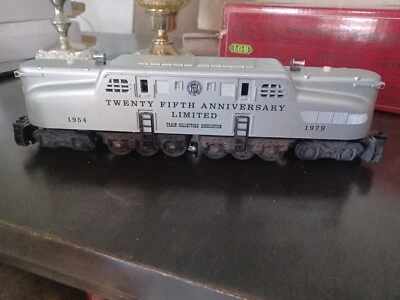 TWENTY FIFTH ANNIVERSARY
LIMITED
1954
TRAIN COLLECTORS ASSOCIATION
1979